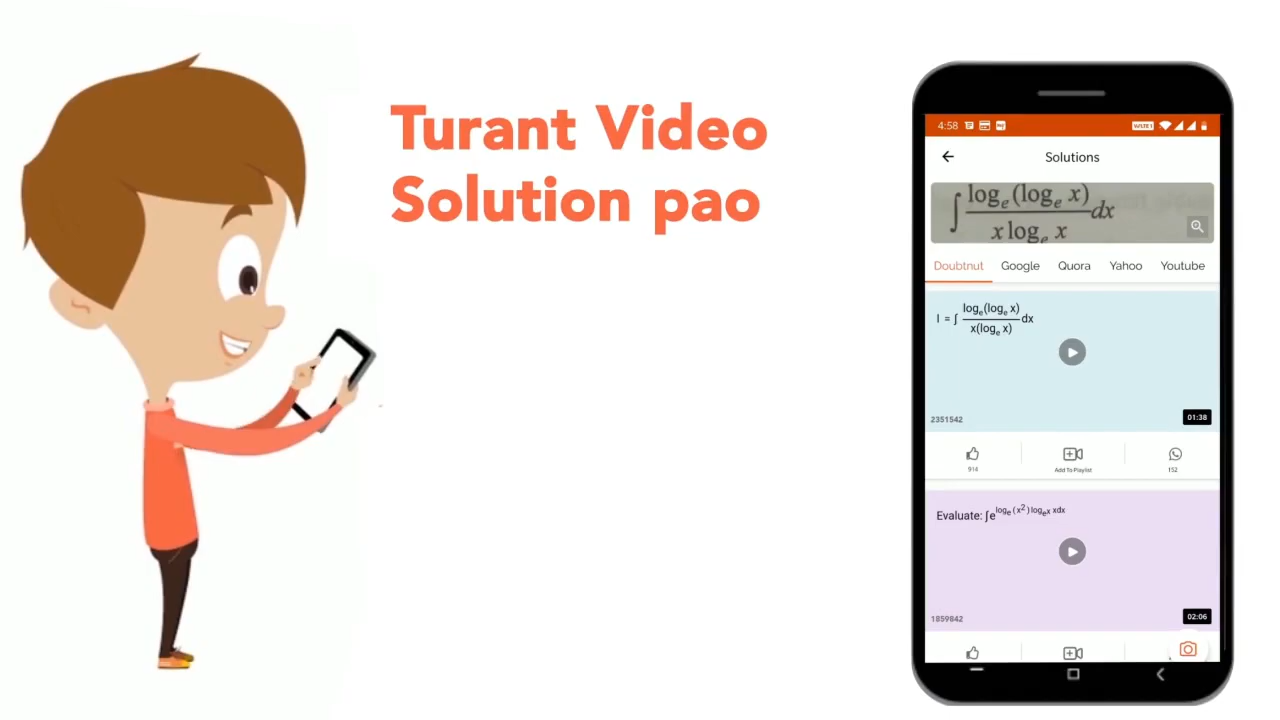 Turant Video
Solution pao
4:58
VoLTE1
Solutions
∫ logₑ(logₑ x) / x logₑ x dx
Doubtnut Google Quora Yahoo Youtube
I = ∫ logₑ(logₑ x) / x(logₑ x) dx
2351542 01:38
914 Add To Playlist 152
Evaluate: ∫e^logₑ(x²)logₑx xdx
1859842 02:06